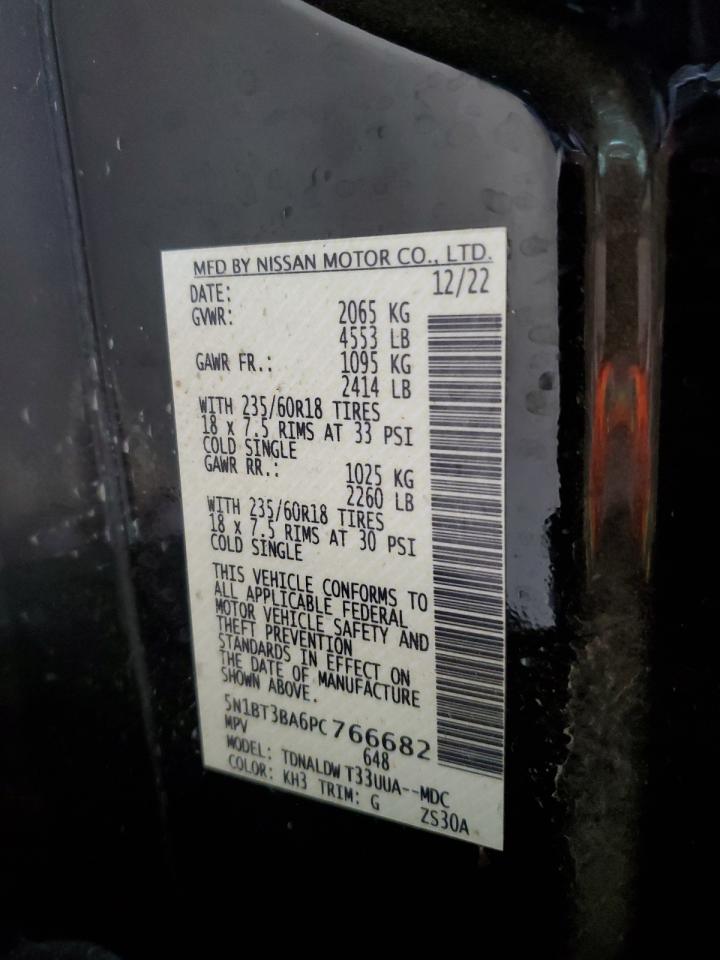 MFD BY NISSAN MOTOR CO., LTD.
DATE: 12/22
GVWR: 2065 KG
4553 LB
GAWR FR.: 1095 KG
2414 LB
WITH 235/60R18 TIRES
18 X 7.5 RIMS AT 33 PSI
COLD SINGLE
GAWR RR.: 1025 KG
2260 LB
WITH 235/60R18 TIRES
18 X 7.5 RIMS AT 30 PSI
COLD SINGLE
THIS VEHICLE CONFORMS TO
ALL APPLICABLE FEDERAL
MOTOR VEHICLE SAFETY AND
THEFT PREVENTION
STANDARDS IN EFFECT ON
THE DATE OF MANUFACTURE
SHOWN ABOVE.
5N1BT3BA6PC766682
MPV 648
MODEL: TDNALDW T33UUA--MDC
COLOR: KH3 TRIM: G ZS30A